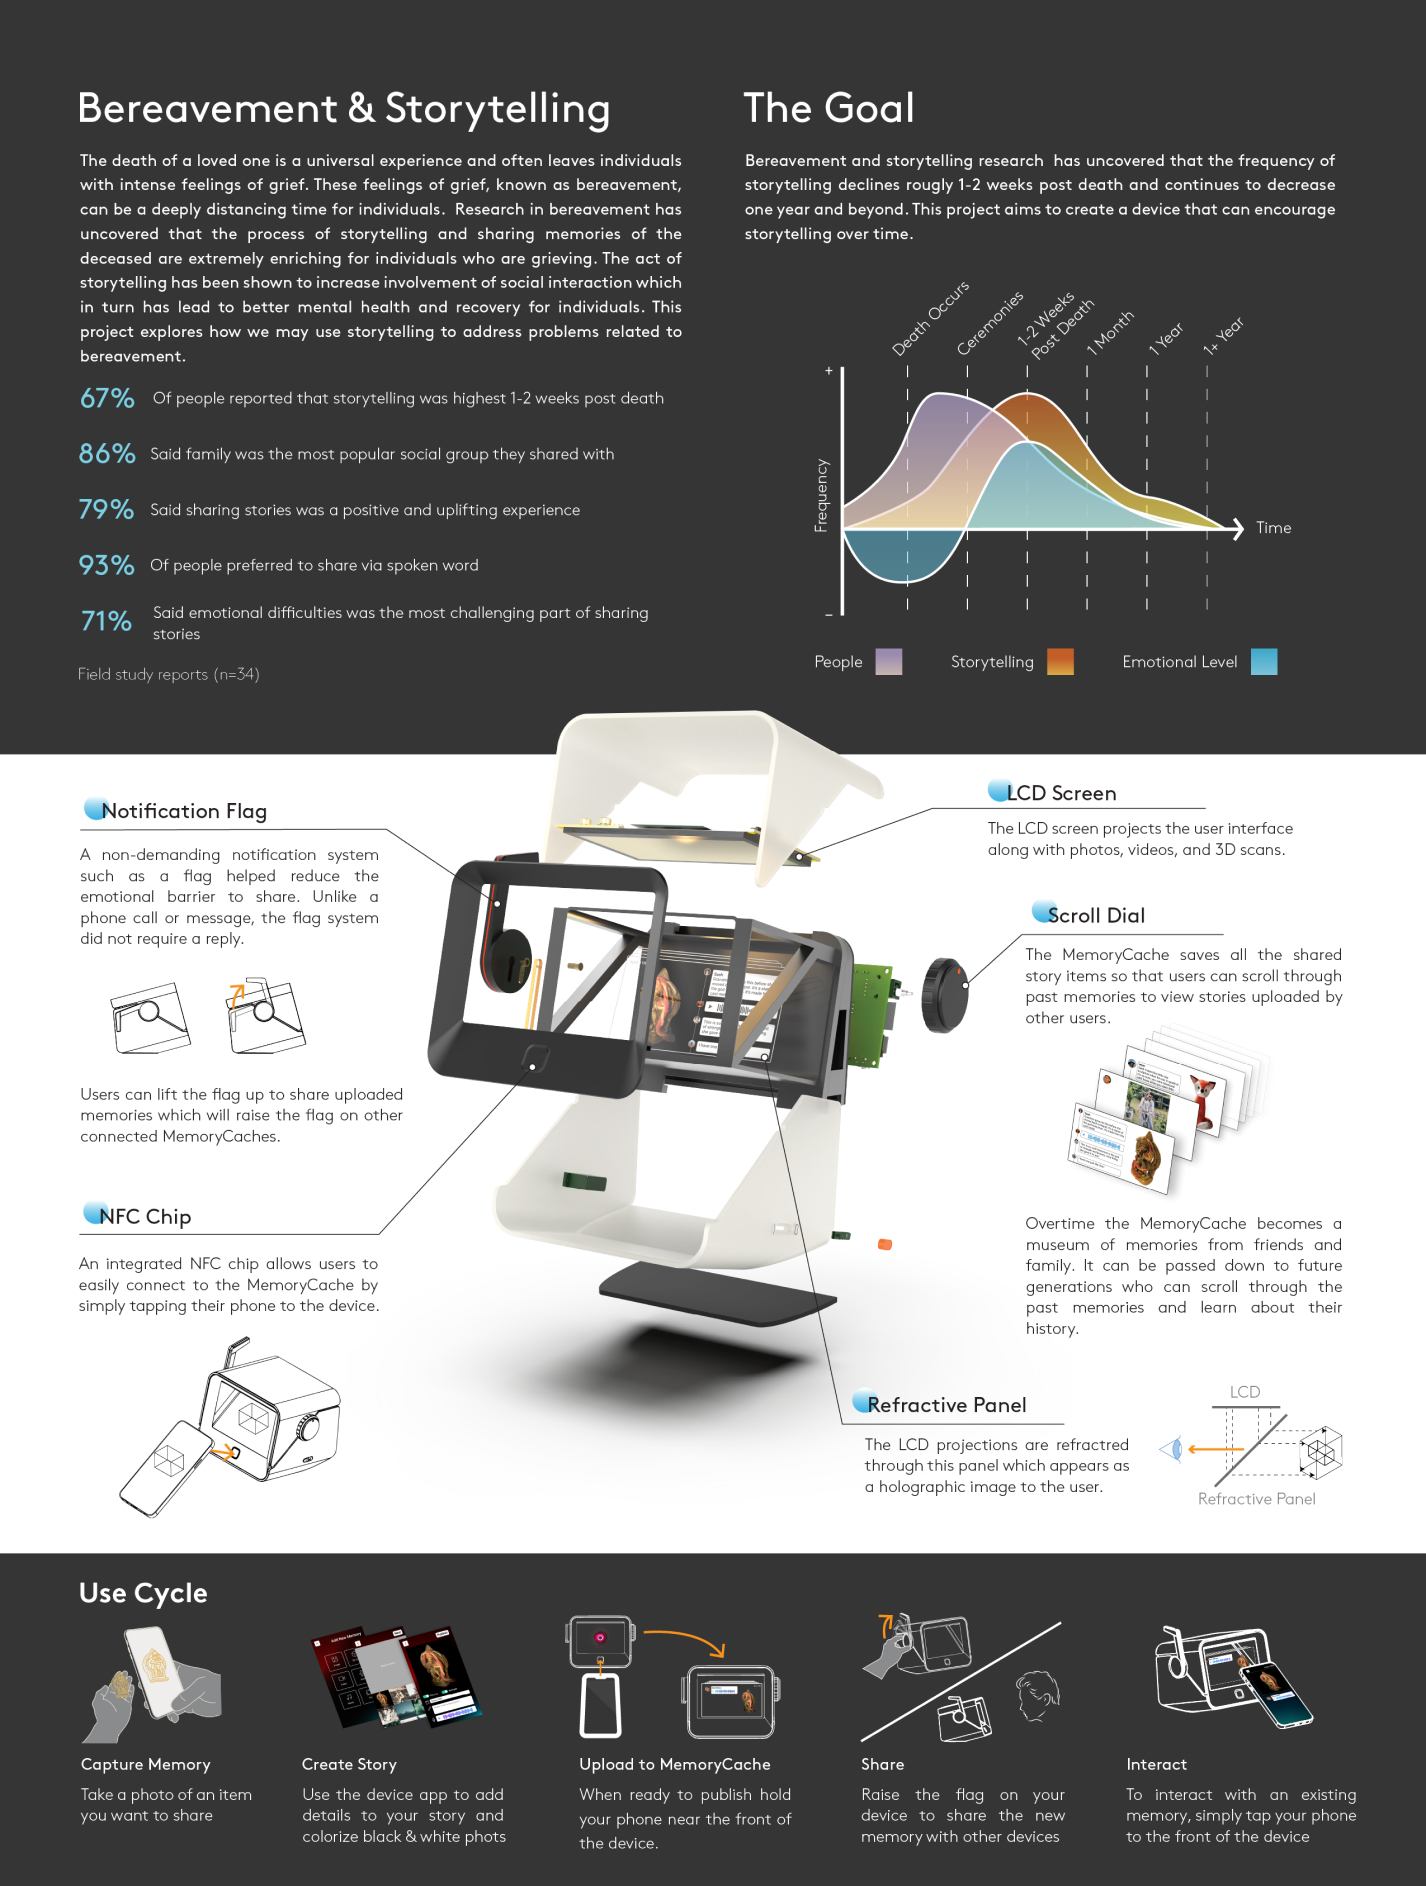 Bereavement & Storytelling
The death of a loved one is a universal experience and often leaves individuals
with intense feelings of grief. These feelings of grief, known as bereavement,
can be a deeply distancing time for individuals. Research in bereavement has
uncovered that the process of storytelling and sharing memories of the
deceased are extremely enriching for individuals who are grieving. The act of
storytelling has been shown to increase involvement of social interaction which
in turn has lead to better mental health and recovery for individuals. This
project explores how we may use storytelling to address problems related to
bereavement.
67% Of people reported that storytelling was highest 1-2 weeks post death
86% Said family was the most popular social group they shared with
79% Said sharing stories was a positive and uplifting experience
93% Of people preferred to share via spoken word
71% Said emotional difficulties was the most challenging part of sharing
stories
Field study reports (n=34)
The Goal
Bereavement and storytelling research has uncovered that the frequency of
storytelling declines rougly 1-2 weeks post death and continues to decrease
one year and beyond. This project aims to create a device that can encourage
storytelling over time.
Death Occurs
Ceremonies
1-2 Weeks
Post Death
1 Month
1 Year
1+ Year
+
Frequency
–
Time
People
Storytelling
Emotional Level
Notification Flag
A non-demanding notification system
such as a flag helped reduce the
emotional barrier to share. Unlike a
phone call or message, the flag system
did not require a reply.
Users can lift the flag up to share uploaded
memories which will raise the flag on other
connected MemoryCaches.
NFC Chip
An integrated NFC chip allows users to
easily connect to the MemoryCache by
simply tapping their phone to the device.
LCD Screen
The LCD screen projects the user interface
along with photos, videos, and 3D scans.
Scroll Dial
The MemoryCache saves all the shared
story items so that users can scroll through
past memories to view stories uploaded by
other users.
Overtime the MemoryCache becomes a
museum of memories from friends and
family. It can be passed down to future
generations who can scroll through the
past memories and learn about their
history.
Refractive Panel
The LCD projections are refractred
through this panel which appears as
a holographic image to the user.
LCD
Refractive Panel
Use Cycle
Add New Memory
Capture Memory
Take a photo of an item
you want to share
Create Story
Use the device app to add
details to your story and
colorize black & white phots
Upload to MemoryCache
When ready to publish hold
your phone near the front of
the device.
Share
Raise the flag on your
device to share the new
memory with other devices
Interact
To interact with an existing
memory, simply tap your phone
to the front of the device